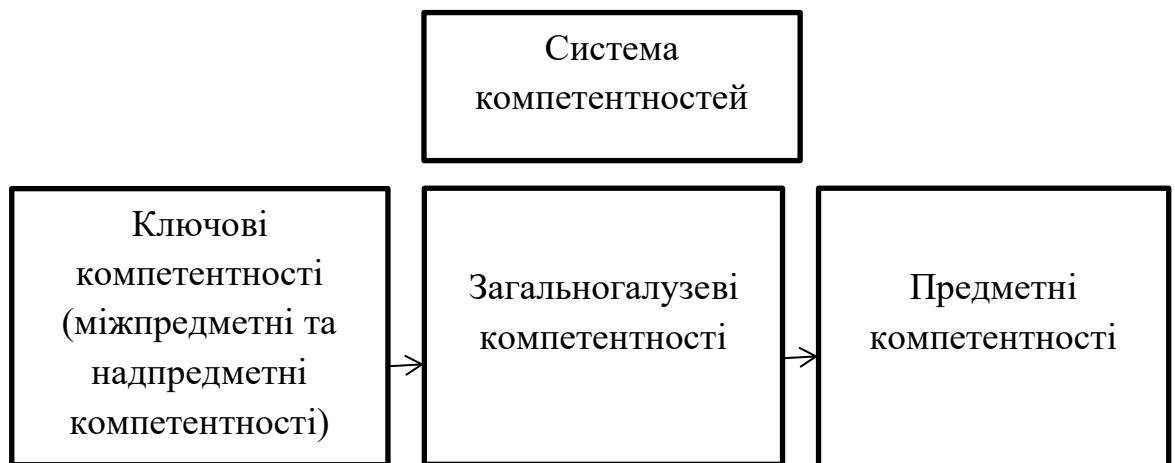 Система
компетентностей
Ключові
компетентності
(міжпредметні та
надпредметні
компетентності)
Загальногалузеві
компетентності
Предметні
компетентності